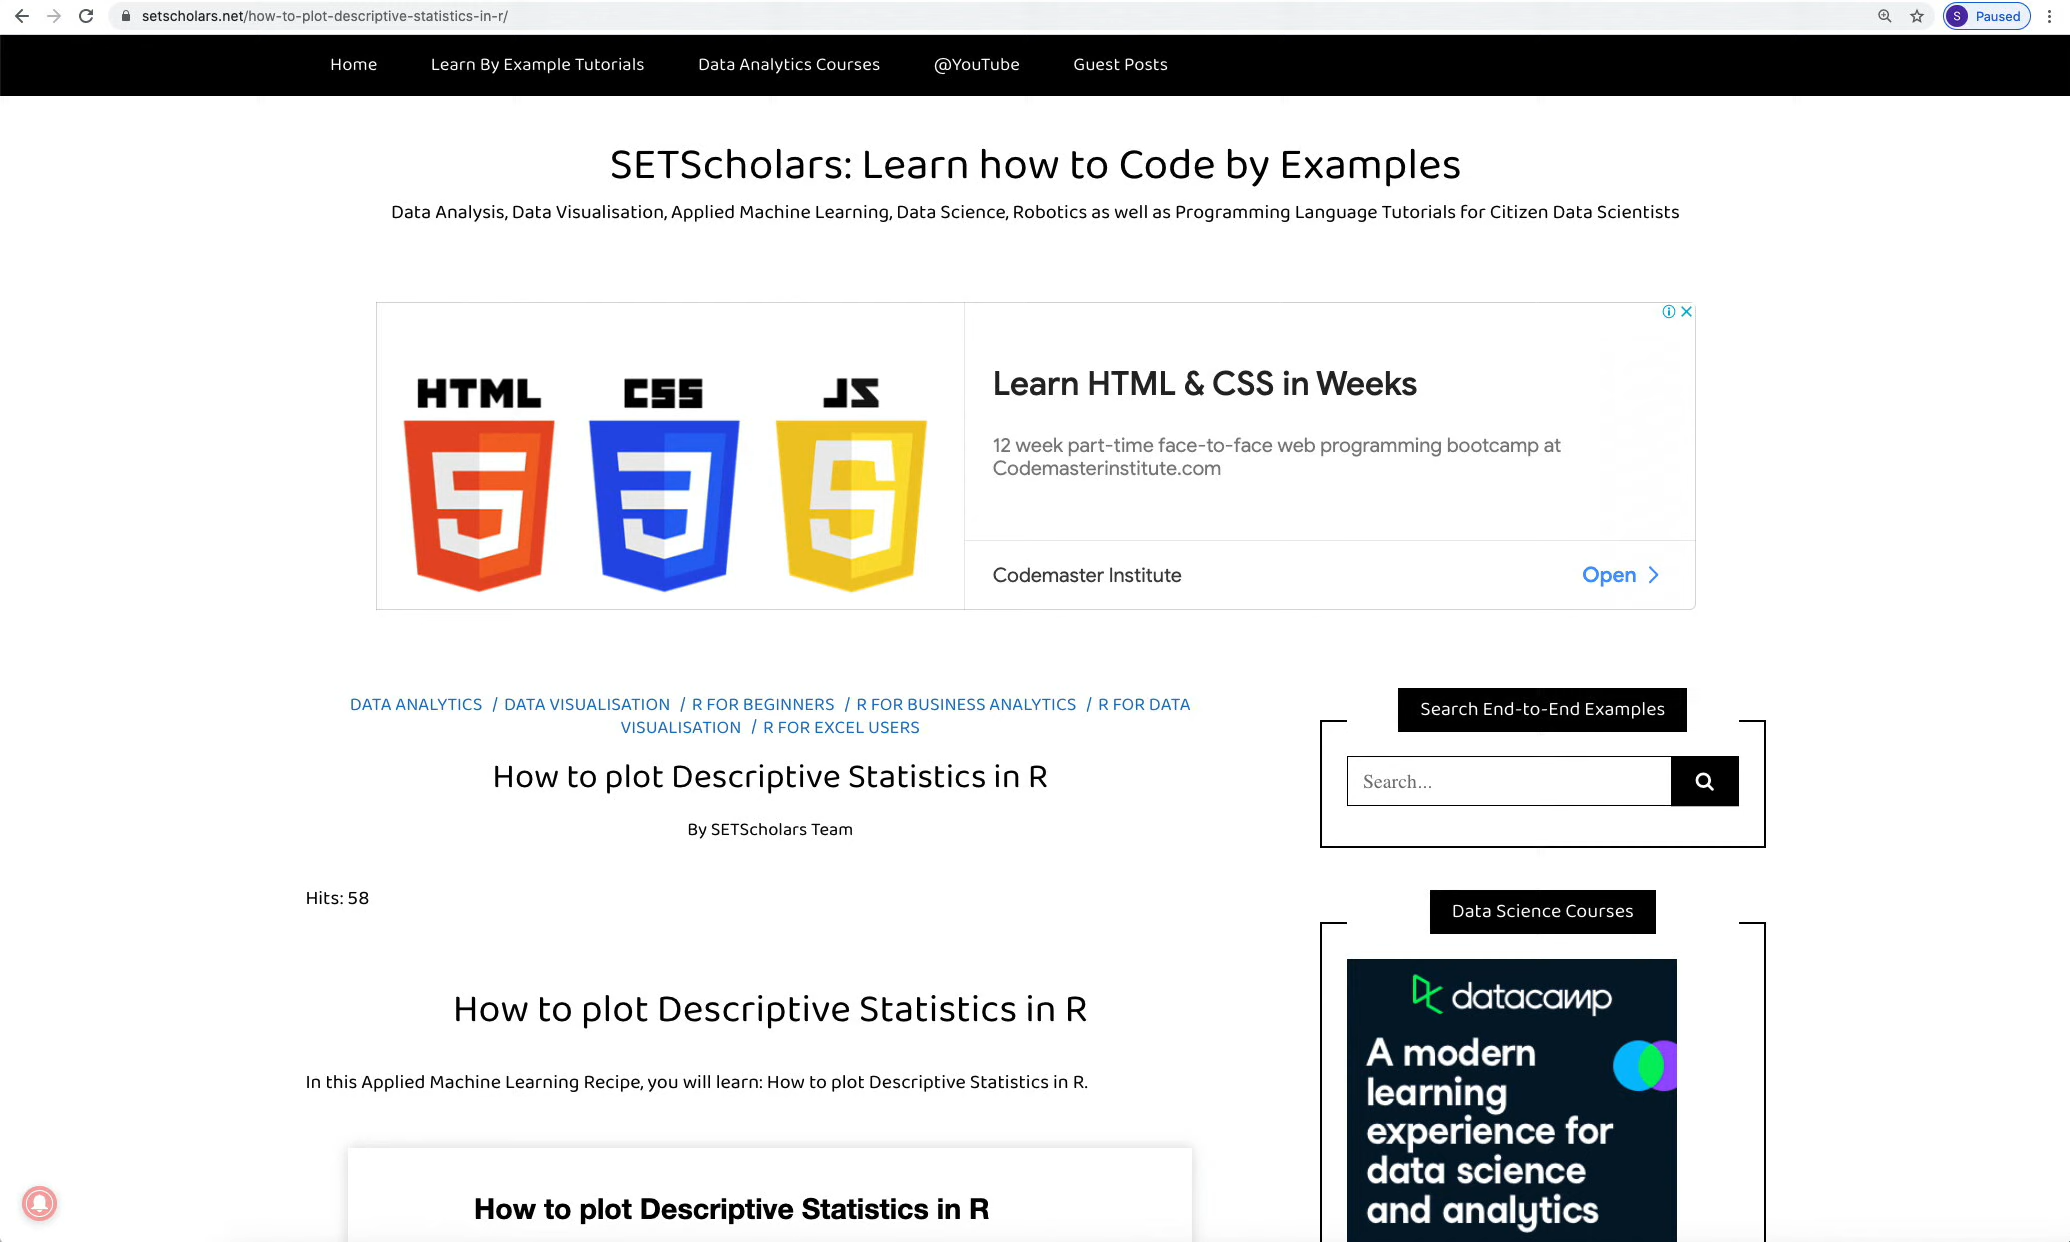 setscholars.net/how-to-plot-descriptive-statistics-in-r/
S Paused
Home Learn By Example Tutorials Data Analytics Courses @YouTube Guest Posts
SETScholars: Learn how to Code by Examples
Data Analysis, Data Visualisation, Applied Machine Learning, Data Science, Robotics as well as Programming Language Tutorials for Citizen Data Scientists
HTML CSS JS
5 3 5
Learn HTML & CSS in Weeks
12 week part-time face-to-face web programming bootcamp at
Codemasterinstitute.com
Codemaster Institute Open
DATA ANALYTICS / DATA VISUALISATION / R FOR BEGINNERS / R FOR BUSINESS ANALYTICS / R FOR DATA
VISUALISATION / R FOR EXCEL USERS
How to plot Descriptive Statistics in R
By SETScholars Team
Hits: 58
How to plot Descriptive Statistics in R
In this Applied Machine Learning Recipe, you will learn: How to plot Descriptive Statistics in R.
How to plot Descriptive Statistics in R
Search End-to-End Examples
Search...
Data Science Courses
datacamp
A modern
learning
experience for
data science
and analytics